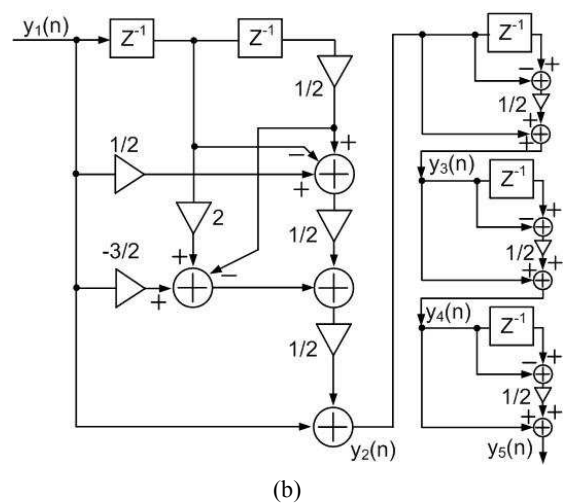 y₁(n)
Z⁻¹
Z⁻¹
1/2
+
−
1/2
+
2
1/2
-3/2
+
−
+
1/2
y₂(n)
Z⁻¹
+
−
1/2
+
+
y₃(n)
Z⁻¹
+
−
1/2
+
+
y₄(n)
Z⁻¹
+
−
1/2
+
+
y₅(n)
(b)